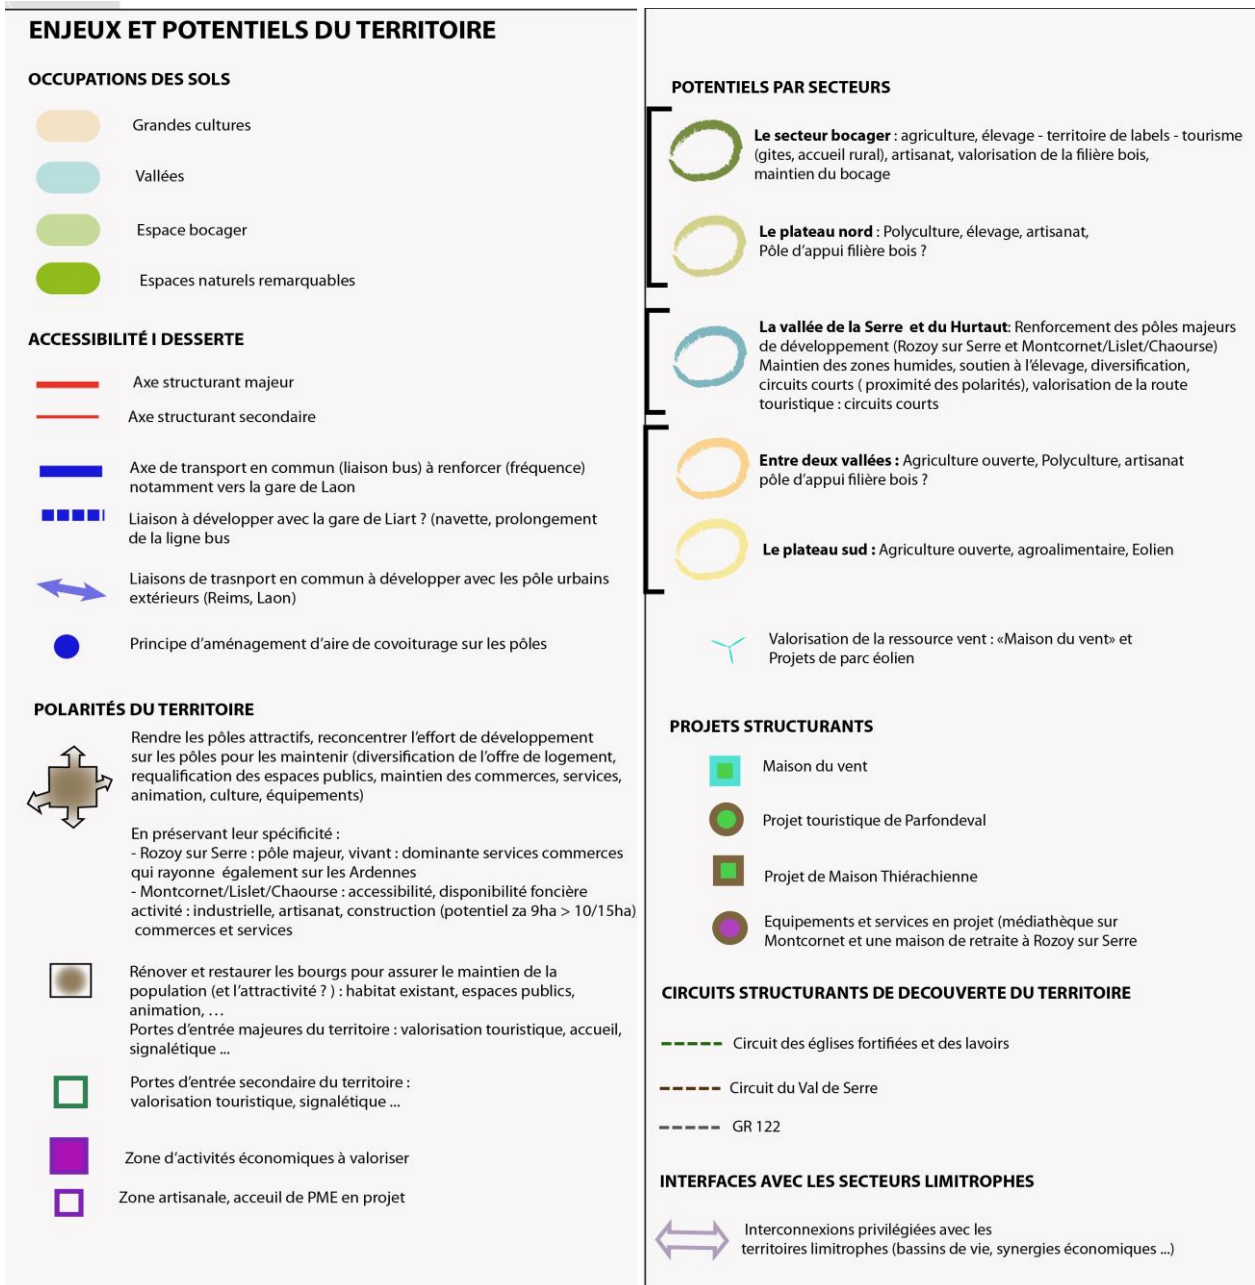 ENJEUX ET POTENTIELS DU TERRITOIRE
OCCUPATIONS DES SOLS
Grandes cultures
Vallées
Espace bocager
Espaces naturels remarquables
ACCESSIBILITÉ I DESSERTE
Axe structurant majeur
Axe structurant secondaire
Axe de transport en commun (liaison bus) à renforcer (fréquence)
notamment vers la gare de Laon
Liaison à développer avec la gare de Liart ? (navette, prolongement
de la ligne bus
Liaisons de trasnport en commun à développer avec les pôle urbains
extérieurs (Reims, Laon)
Principe d'aménagement d'aire de covoiturage sur les pôles
POLARITÉS DU TERRITOIRE
Rendre les pôles attractifs, reconcentrer l'effort de développement
sur les pôles pour les maintenir (diversification de l'offre de logement,
requalification des espaces publics, maintien des commerces, services,
animation, culture, équipements)
En préservant leur spécificité :
- Rozoy sur Serre : pôle majeur, vivant : dominante services commerces
qui rayonne également sur les Ardennes
- Montcornet/Lislet/Chaourse : accessibilité, disponibilité foncière
activité : industrielle, artisanat, construction (potentiel za 9ha > 10/15ha)
commerces et services
Rénover et restaurer les bourgs pour assurer le maintien de la
population (et l'attractivité ? ) : habitat existant, espaces publics,
animation, …
Portes d'entrée majeures du territoire : valorisation touristique, accueil,
signalétique ...
Portes d'entrée secondaire du territoire :
valorisation touristique, signalétique ...
Zone d'activités économiques à valoriser
Zone artisanale, acceuil de PME en projet
POTENTIELS PAR SECTEURS
Le secteur bocager : agriculture, élevage - territoire de labels - tourisme
(gites, accueil rural), artisanat, valorisation de la filière bois,
maintien du bocage
Le plateau nord : Polyculture, élevage, artisanat,
Pôle d'appui filière bois ?
La vallée de la Serre et du Hurtaut: Renforcement des pôles majeurs
de développement (Rozoy sur Serre et Montcornet/Lislet/Chaourse)
Maintien des zones humides, soutien à l'élevage, diversification,
circuits courts ( proximité des polarités), valorisation de la route
touristique : circuits courts
Entre deux vallées : Agriculture ouverte, Polyculture, artisanat
pôle d'appui filière bois ?
Le plateau sud : Agriculture ouverte, agroalimentaire, Eolien
Valorisation de la ressource vent : «Maison du vent» et
Projets de parc éolien
PROJETS STRUCTURANTS
Maison du vent
Projet touristique de Parfondeval
Projet de Maison Thiérachienne
Equipements et services en projet (médiathèque sur
Montcornet et une maison de retraite à Rozoy sur Serre
CIRCUITS STRUCTURANTS DE DECOUVERTE DU TERRITOIRE
Circuit des églises fortifiées et des lavoirs
Circuit du Val de Serre
GR 122
INTERFACES AVEC LES SECTEURS LIMITROPHES
Interconnexions privilégiées avec les
territoires limitrophes (bassins de vie, synergies économiques ...)